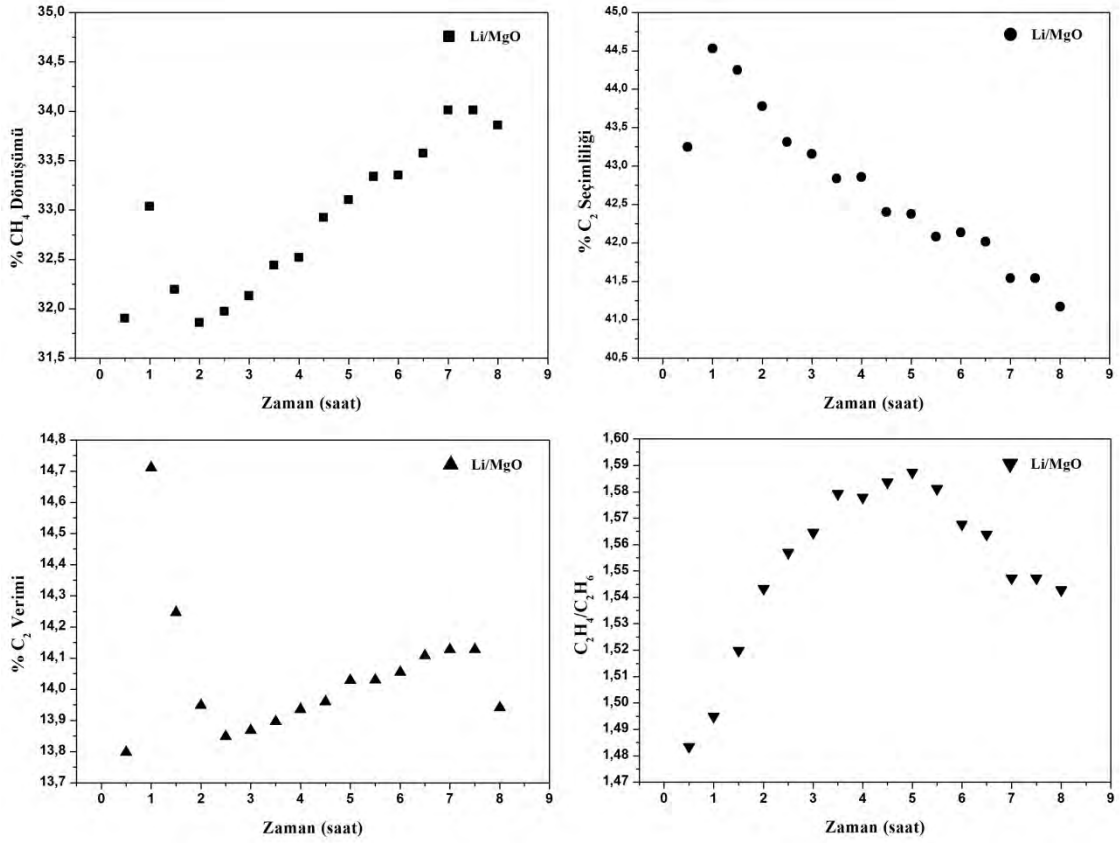 35,0
34,5
34,0
33,5
33,0
32,5
32,0
31,5
% CH₄ Dönüşümü
Li/MgO
0 1 2 3 4 5 6 7 8 9
Zaman (saat)
44,5
44,0
43,5
43,0
42,5
42,0
41,5
41,0
40,5
% C₂ Seçimliliği
Li/MgO
0 1 2 3 4 5 6 7 8 9
Zaman (saat)
14,8
14,7
14,6
14,5
14,4
14,3
14,2
14,1
14,0
13,9
13,8
13,7
% C₂ Verimi
Li/MgO
0 1 2 3 4 5 6 7 8 9
Zaman (saat)
1,60
1,59
1,58
1,57
1,56
1,55
1,54
1,53
1,52
1,51
1,50
1,49
1,48
1,47
C₂H₄/C₂H₆
Li/MgO
0 1 2 3 4 5 6 7 8 9
Zaman (saat)